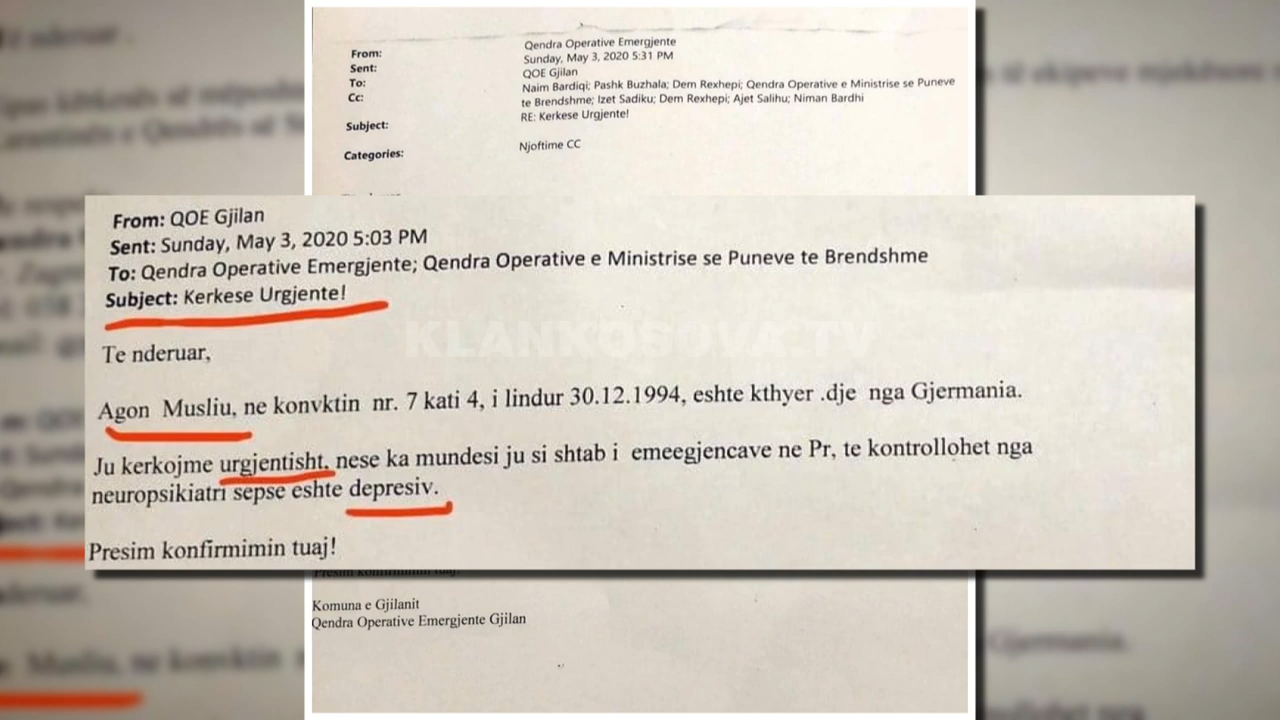 From: Qendra Operative Emergjente
Sent: Sunday, May 3, 2020 5:31 PM
To: QOE Gjilan
Cc: Naim Bardiqi; Pashk Buzhala; Dem Rexhepi; Qendra Operative e Ministrise se Puneve
te Brendshme; Izet Sadiku; Dem Rexhepi; Ajet Salihu; Niman Bardhi
Subject: RE: Kerkese Urgjente!
Categories: Njoftime CC
From: QOE Gjilan
Sent: Sunday, May 3, 2020 5:03 PM
To: Qendra Operative Emergjente; Qendra Operative e Ministrise se Puneve te Brendshme
Subject: Kerkese Urgjente!
KLANKOSOVA.TV
Te nderuar,
Agon Musliu, ne konvktin nr. 7 kati 4, i lindur 30.12.1994, eshte kthyer .dje nga Gjermania.
Ju kerkojme urgjentisht, nese ka mundesi ju si shtab i emeegjencave ne Pr, te kontrollohet nga
neuropsikiatri sepse eshte depresiv.
Presim konfirmimin tuaj!
Komuna e Gjilanit
Qendra Operative Emergjente Gjilan